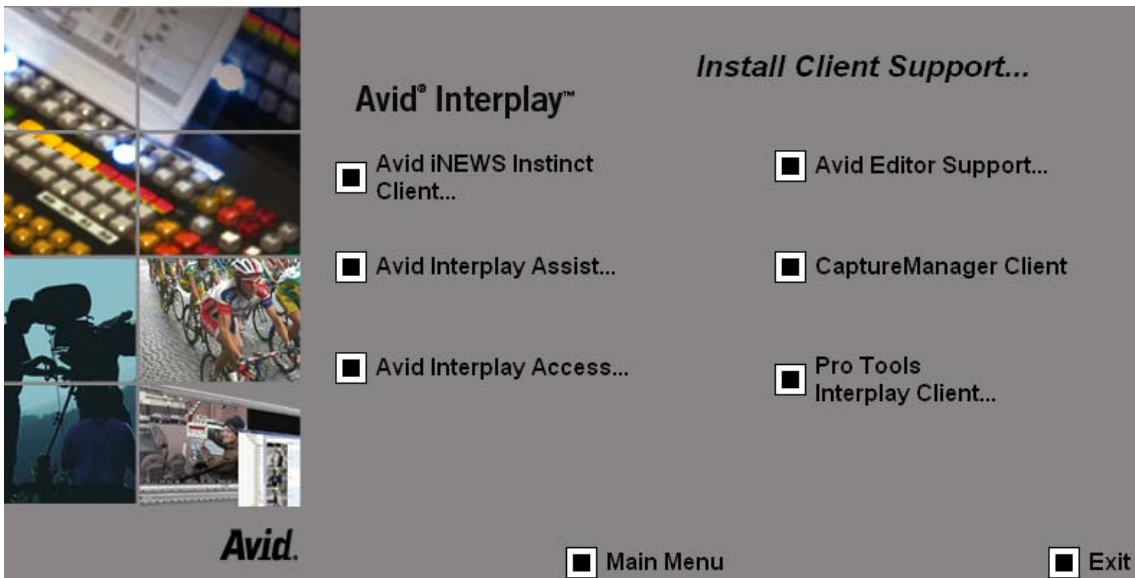 Install Client Support...
Avid® Interplay™
Avid iNEWS Instinct
Client...
Avid Editor Support...
Avid Interplay Assist...
CaptureManager Client
Avid Interplay Access...
Pro Tools
Interplay Client...
Avid.
Main Menu
Exit